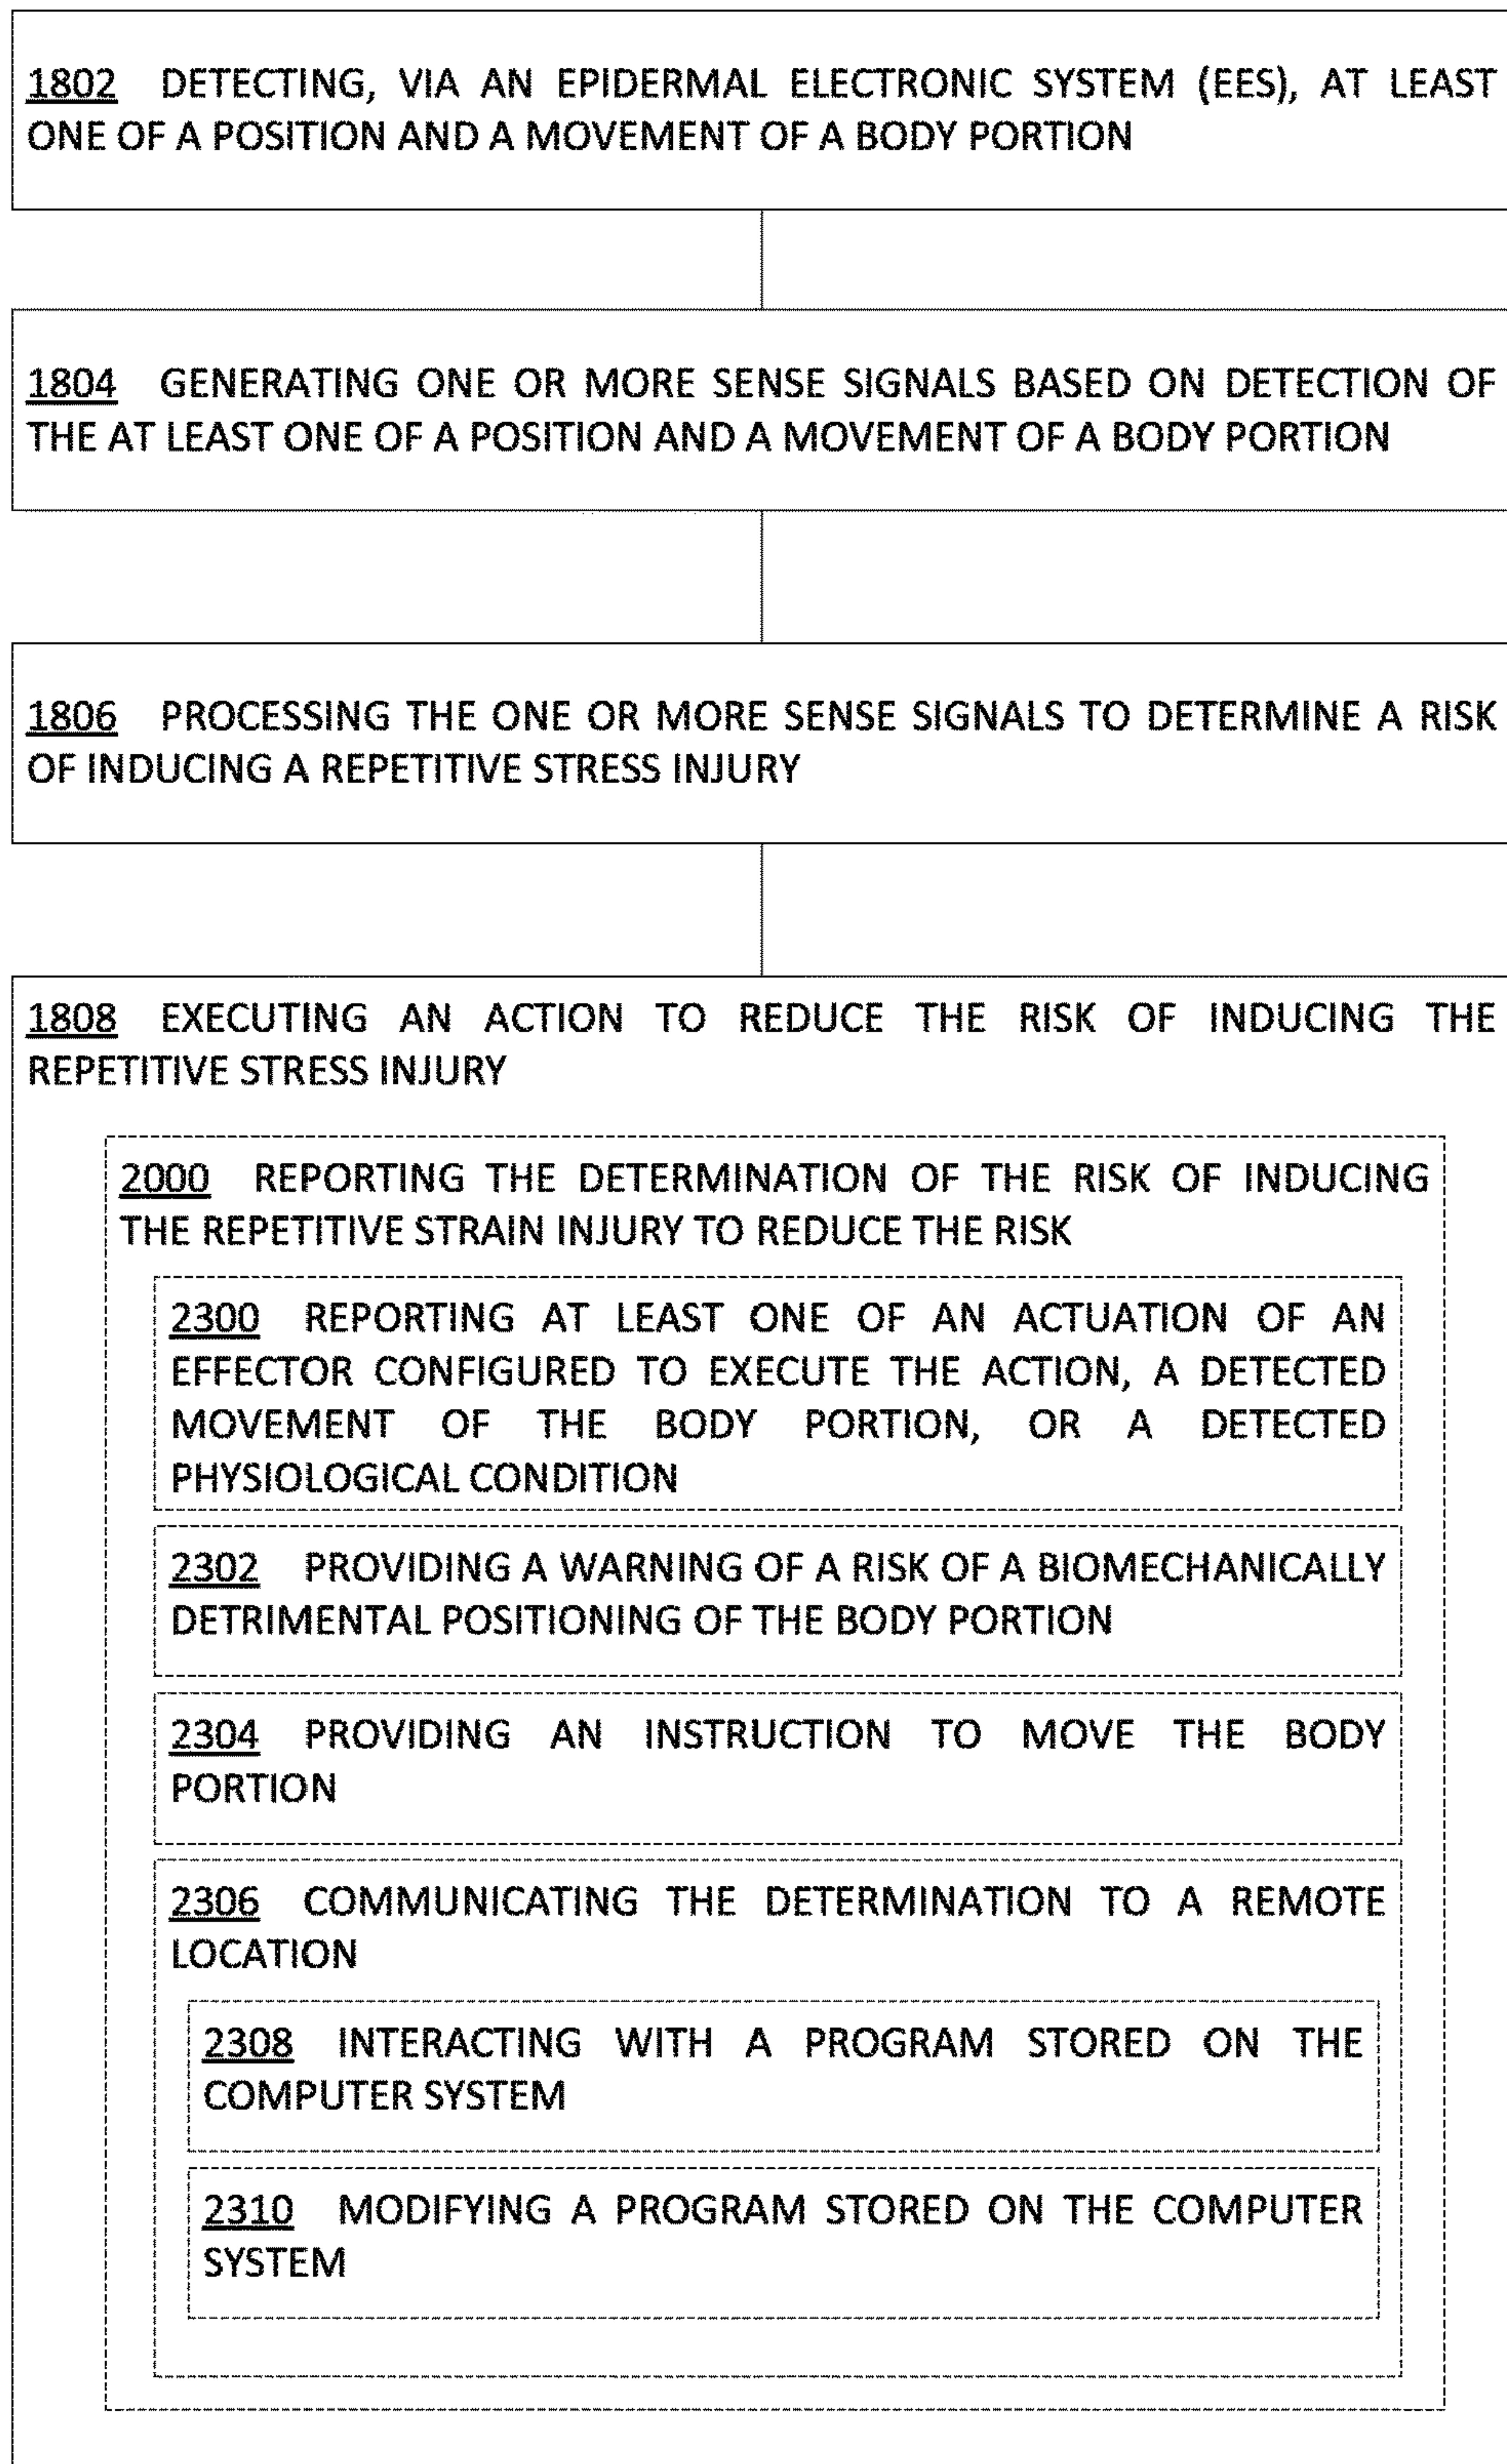 1802 DETECTING, VIA AN EPIDERMAL ELECTRONIC SYSTEM (EES), AT LEAST
ONE OF A POSITION AND A MOVEMENT OF A BODY PORTION
1804 GENERATING ONE OR MORE SENSE SIGNALS BASED ON DETECTION OF
THE AT LEAST ONE OF A POSITION AND A MOVEMENT OF A BODY PORTION
1806 PROCESSING THE ONE OR MORE SENSE SIGNALS TO DETERMINE A RISK
OF INDUCING A REPETITIVE STRESS INJURY
1808 EXECUTING AN ACTION TO REDUCE THE RISK OF INDUCING THE
REPETITIVE STRESS INJURY
2000 REPORTING THE DETERMINATION OF THE RISK OF INDUCING
THE REPETITIVE STRAIN INJURY TO REDUCE THE RISK
2300 REPORTING AT LEAST ONE OF AN ACTUATION OF AN
EFFECTOR CONFIGURED TO EXECUTE THE ACTION, A DETECTED
MOVEMENT OF THE BODY PORTION, OR A DETECTED
PHYSIOLOGICAL CONDITION
2302 PROVIDING A WARNING OF A RISK OF A BIOMECHANICALLY
DETRIMENTAL POSITIONING OF THE BODY PORTION
2304 PROVIDING AN INSTRUCTION TO MOVE THE BODY
PORTION
2306 COMMUNICATING THE DETERMINATION TO A REMOTE
LOCATION
2308 INTERACTING WITH A PROGRAM STORED ON THE
COMPUTER SYSTEM
2310 MODIFYING A PROGRAM STORED ON THE COMPUTER
SYSTEM